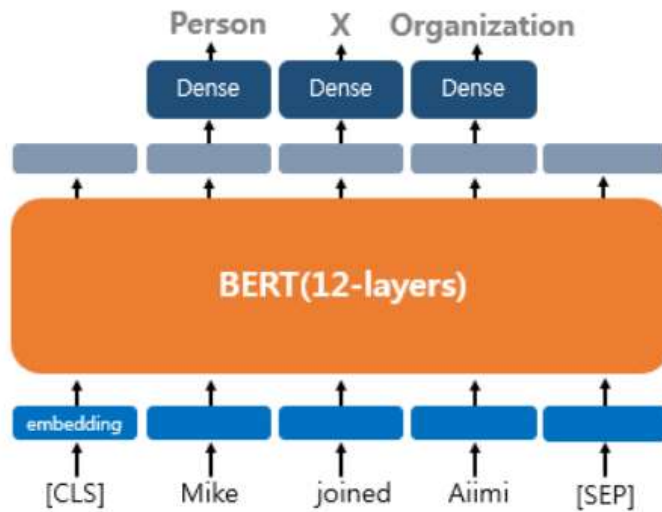 Person X Organization
Dense Dense Dense
BERT(12-layers)
embedding
[CLS] Mike joined Aiimi [SEP]